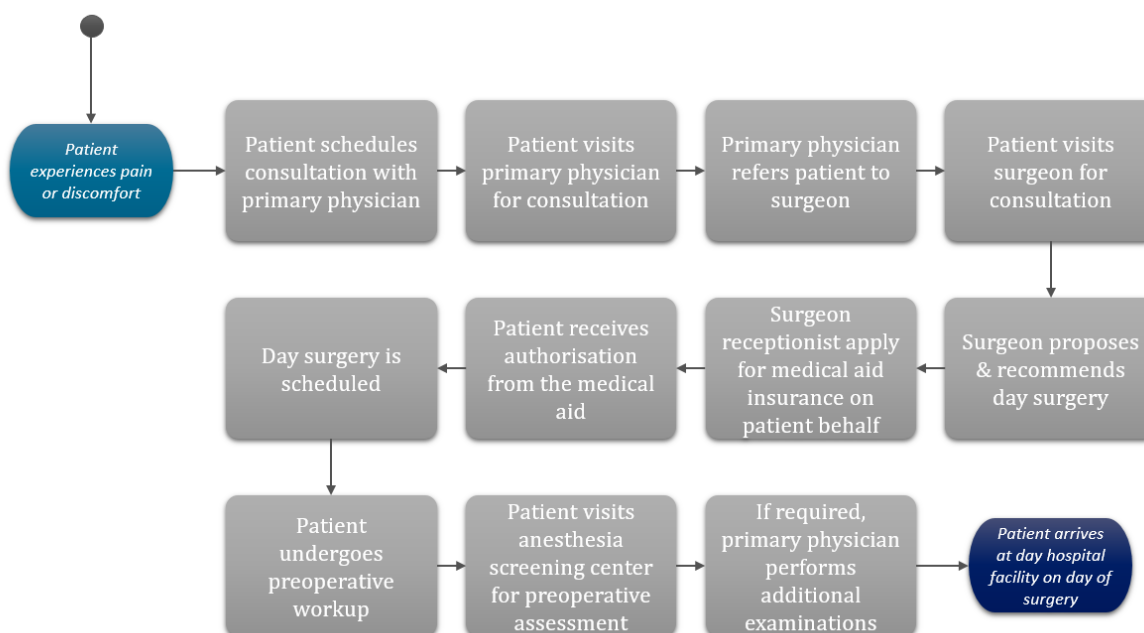 Patient
experiences pain
or discomfort
Patient schedules
consultation with
primary physician
Patient visits
primary physician
for consultation
Primary physician
refers patient to
surgeon
Patient visits
surgeon for
consultation
Surgeon proposes
& recommends
day surgery
Surgeon
receptionist apply
for medical aid
insurance on
patient behalf
Patient receives
authorisation
from the medical
aid
Day surgery is
scheduled
Patient
undergoes
preoperative
workup
Patient visits
anesthesia
screening center
for preoperative
assessment
If required,
primary physician
performs
additional
examinations
Patient arrives
at day hospital
facility on day of
surgery